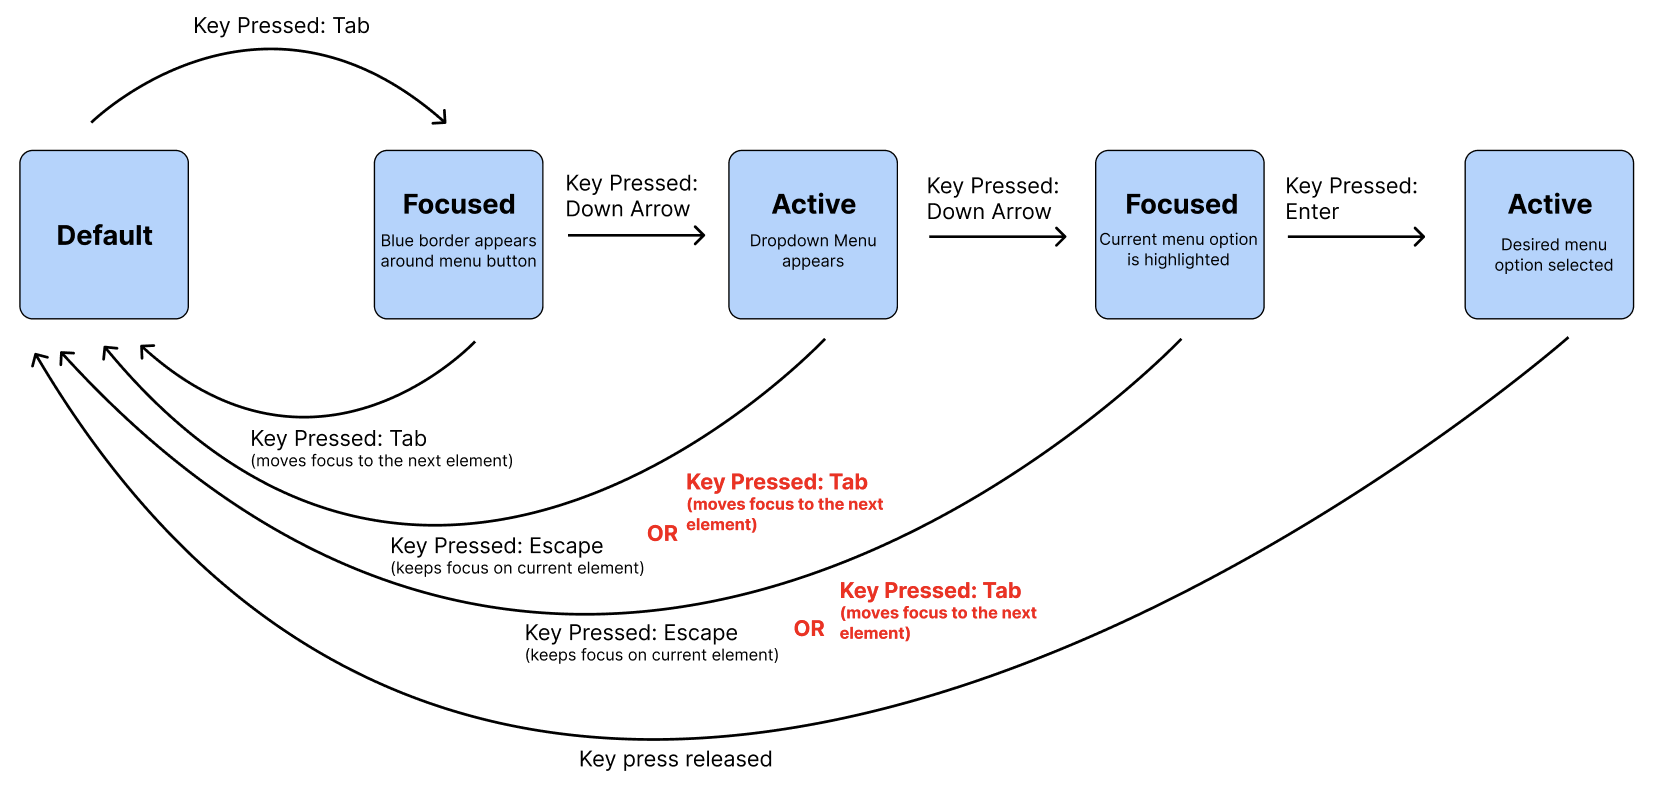 Key Pressed: Tab
Default
Focused
Blue border appears
around menu button
Key Pressed:
Down Arrow
Active
Dropdown Menu
appears
Key Pressed:
Down Arrow
Focused
Current menu option
is highlighted
Key Pressed:
Enter
Active
Desired menu
option selected
Key Pressed: Tab
(moves focus to the next element)
Key Pressed: Escape
(keeps focus on current element)
OR
Key Pressed: Tab
(moves focus to the next
element)
Key Pressed: Escape
(keeps focus on current element)
OR
Key Pressed: Tab
(moves focus to the next
element)
Key press released